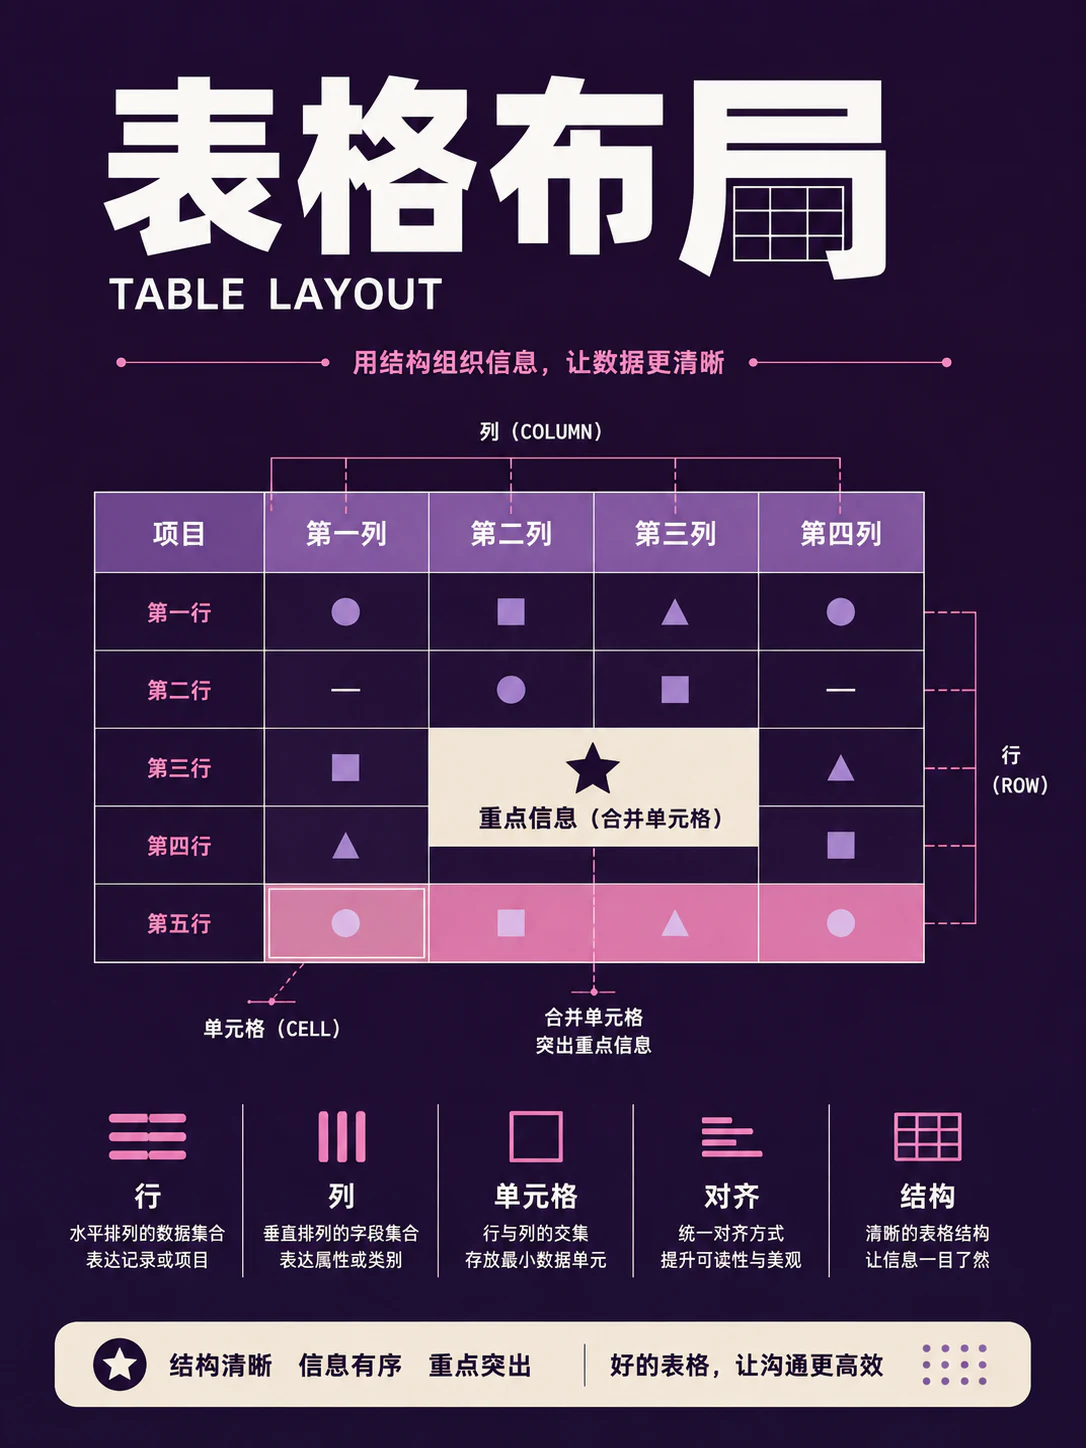 表格布局
TABLE LAYOUT
用结构组织信息，让数据更清晰
列（COLUMN）
项目 第一列 第二列 第三列 第四列
第一行
第二行
第三行
第四行
第五行
重点信息（合并单元格）
行
（ROW）
单元格（CELL）
合并单元格
突出重点信息
行
水平排列的数据集合
表达记录或项目
列
垂直排列的字段集合
表达属性或类别
单元格
行与列的交集
存放最小数据单元
对齐
统一对齐方式
提升可读性与美观
结构
清晰的表格结构
让信息一目了然
结构清晰 信息有序 重点突出
好的表格，让沟通更高效